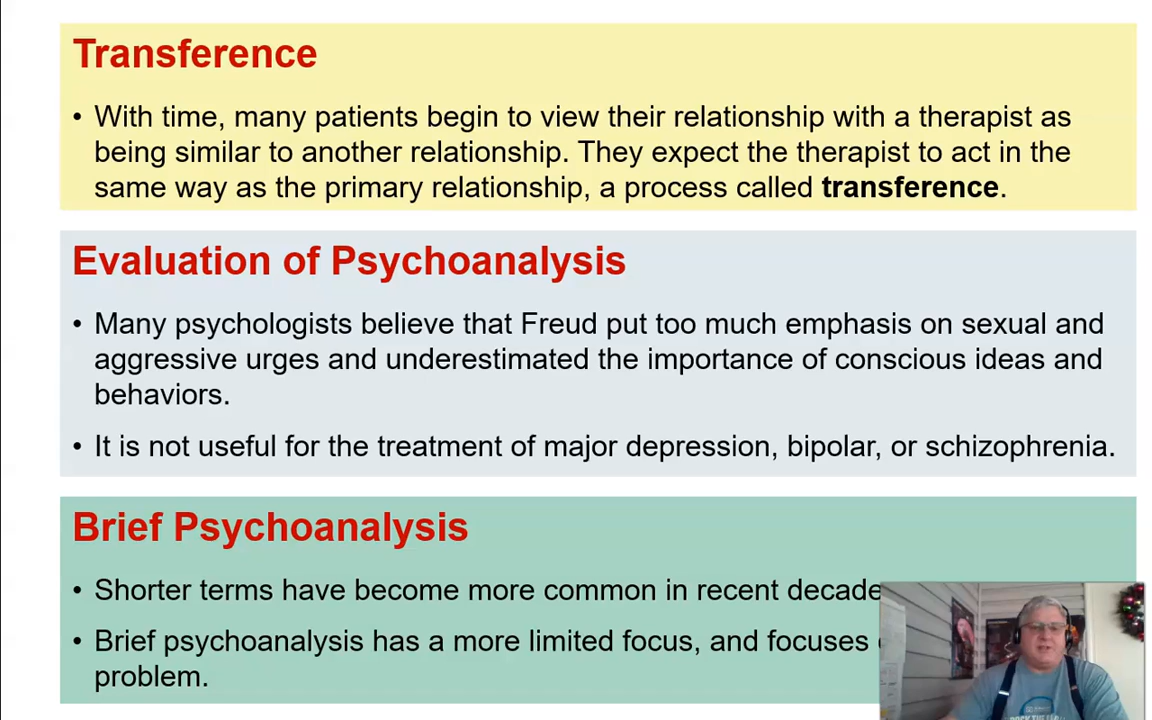 Transference
• With time, many patients begin to view their relationship with a therapist as
being similar to another relationship. They expect the therapist to act in the
same way as the primary relationship, a process called transference.
Evaluation of Psychoanalysis
• Many psychologists believe that Freud put too much emphasis on sexual and
aggressive urges and underestimated the importance of conscious ideas and
behaviors.
• It is not useful for the treatment of major depression, bipolar, or schizophrenia.
Brief Psychoanalysis
• Shorter terms have become more common in recent decade
• Brief psychoanalysis has a more limited focus, and focuses
problem.